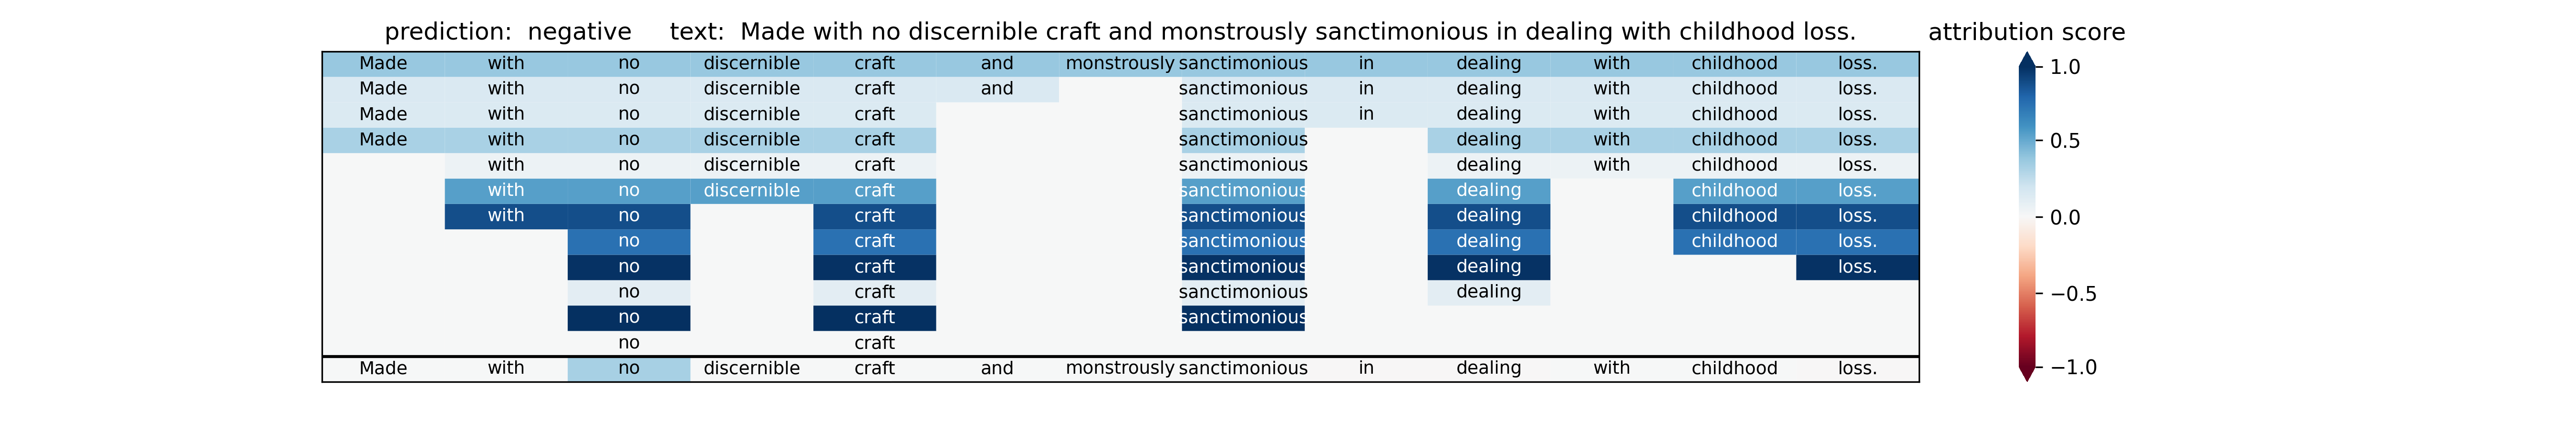 prediction: negative text: Made with no discernible craft and monstrously sanctimonious in dealing with childhood loss. attribution score
Made with no discernible craft and monstrously sanctimonious in dealing with childhood loss.
Made with no discernible craft and sanctimonious in dealing with childhood loss.
Made with no discernible craft sanctimonious in dealing with childhood loss.
Made with no discernible craft sanctimonious dealing with childhood loss.
with no discernible craft sanctimonious dealing with childhood loss.
with no discernible craft sanctimonious dealing childhood loss.
with no craft sanctimonious dealing childhood loss.
no craft sanctimonious dealing childhood loss.
no craft sanctimonious dealing loss.
no craft sanctimonious dealing
no craft sanctimonious
no craft
Made with no discernible craft and monstrously sanctimonious in dealing with childhood loss.
1.0
0.5
0.0
−0.5
−1.0